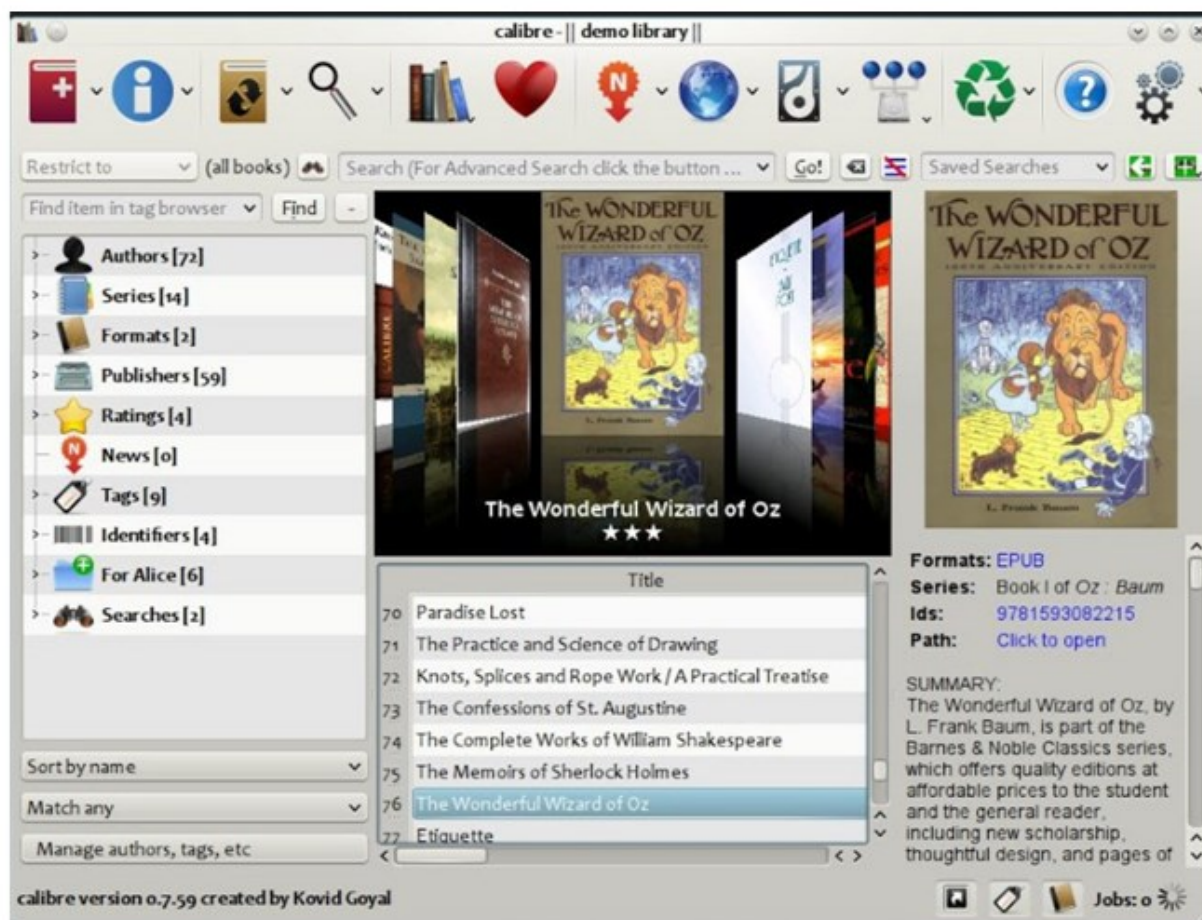 calibre - || demo library ||
Restrict to
(all books)
Search (For Advanced Search click the button ...
Go!
Saved Searches
Find item in tag browser
Find
-
Authors [72]
Series [14]
Formats [2]
Publishers [59]
Ratings [4]
News [0]
Tags [9]
Identifiers [4]
For Alice [6]
Searches [2]
Sort by name
Match any
Manage authors, tags, etc
The WONDERFUL
WIZARD of OZ
100TH ANNIVERSARY EDITION
L. Frank Baum
The Wonderful Wizard of Oz
Title
70 Paradise Lost
71 The Practice and Science of Drawing
72 Knots, Splices and Rope Work / A Practical Treatise
73 The Confessions of St. Augustine
74 The Complete Works of William Shakespeare
75 The Memoirs of Sherlock Holmes
76 The Wonderful Wizard of Oz
77 Etiquette
The WONDERFUL
WIZARD of OZ
100TH ANNIVERSARY EDITION
L. Frank Baum
Formats: EPUB
Series: Book I of Oz : Baum
Ids: 9781593082215
Path: Click to open
SUMMARY:
The Wonderful Wizard of Oz, by
L. Frank Baum, is part of the
Barnes & Noble Classics series,
which offers quality editions at
affordable prices to the student
and the general reader,
including new scholarship,
thoughtful design, and pages of
calibre version 0.7.59 created by Kovid Goyal
Jobs: 0